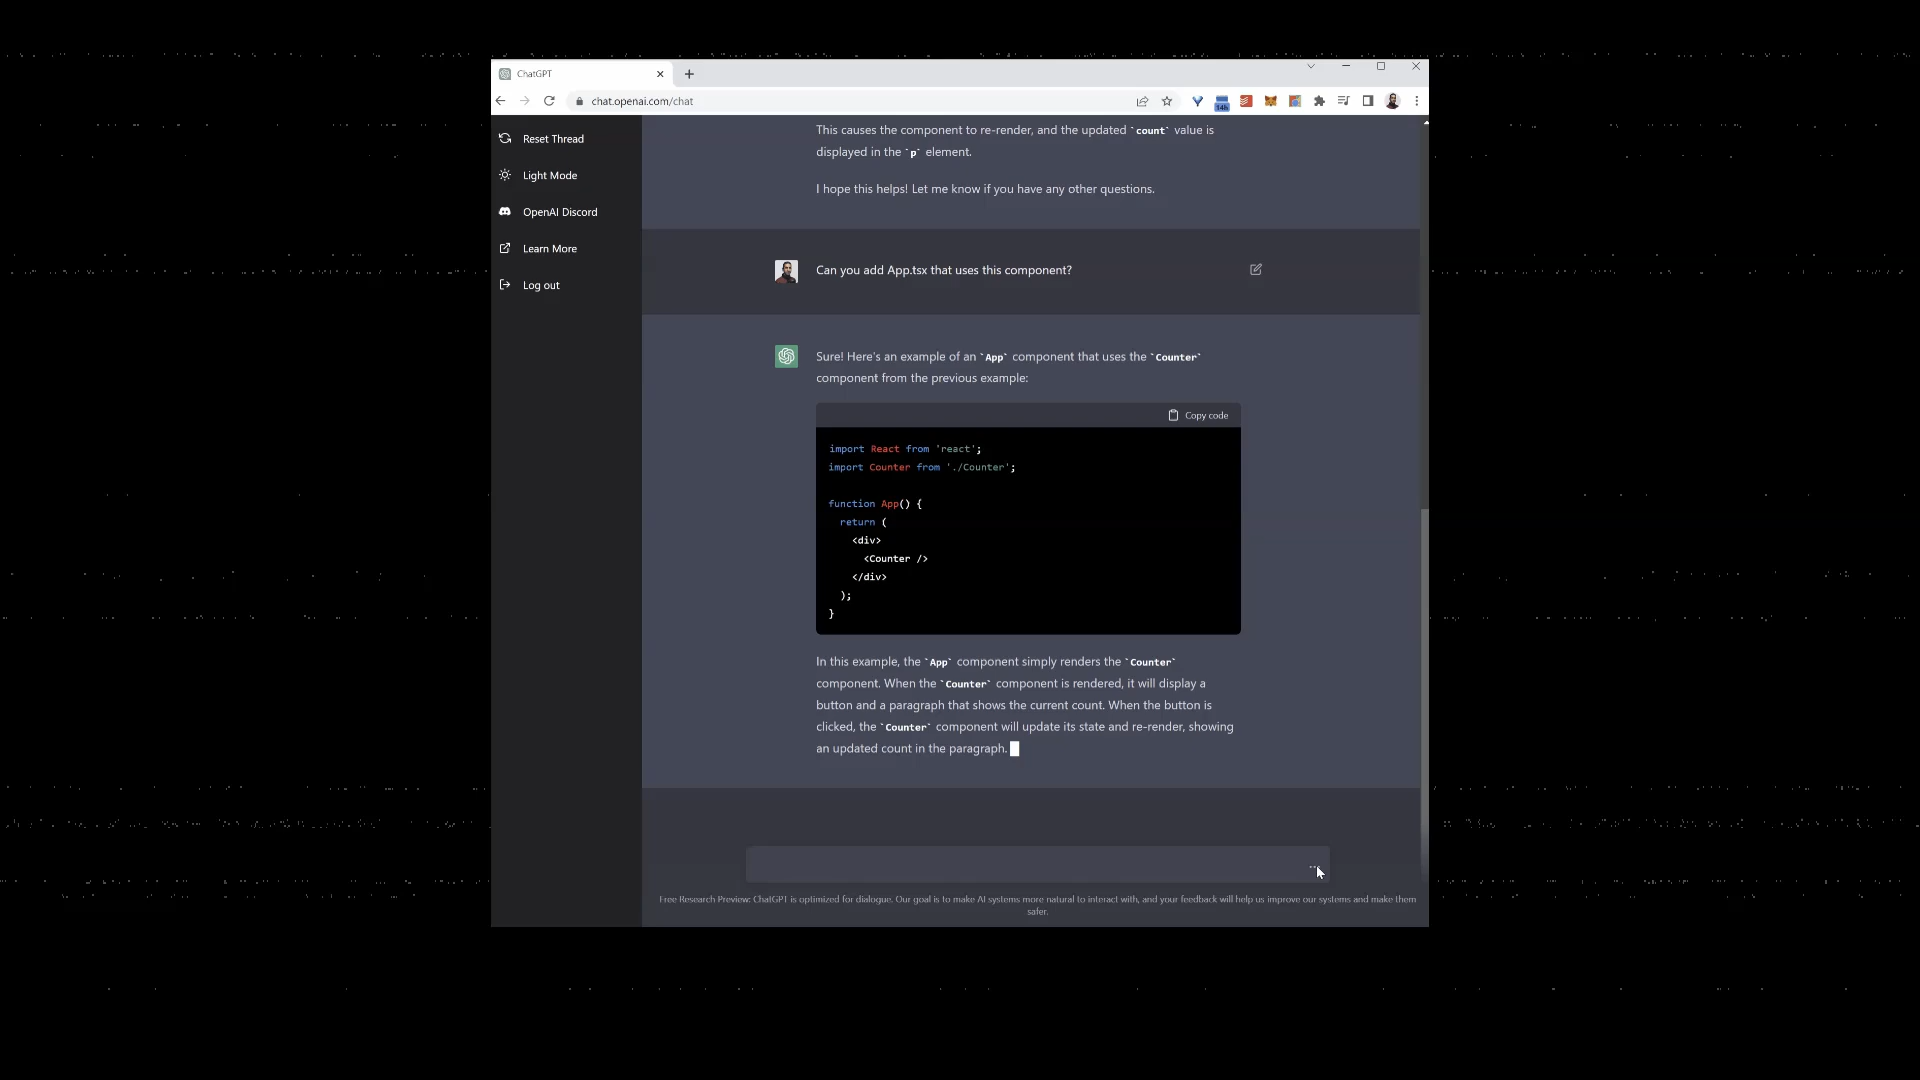 ChatGPT
chat.openai.com/chat
14h
Reset Thread
Light Mode
OpenAI Discord
Learn More
Log out
This causes the component to re-render, and the updated `count` value is
displayed in the `p` element.
I hope this helps! Let me know if you have any other questions.
Can you add App.tsx that uses this component?
Sure! Here's an example of an `App` component that uses the `Counter`
component from the previous example:
Copy code
import React from 'react';
import Counter from './Counter';
function App() {
return (
<div>
<Counter />
</div>
);
}
In this example, the `App` component simply renders the `Counter`
component. When the `Counter` component is rendered, it will display a
button and a paragraph that shows the current count. When the button is
clicked, the `Counter` component will update its state and re-render, showing
an updated count in the paragraph.
Free Research Preview: ChatGPT is optimized for dialogue. Our goal is to make AI systems more natural to interact with, and your feedback will help us improve our systems and make them
safer.